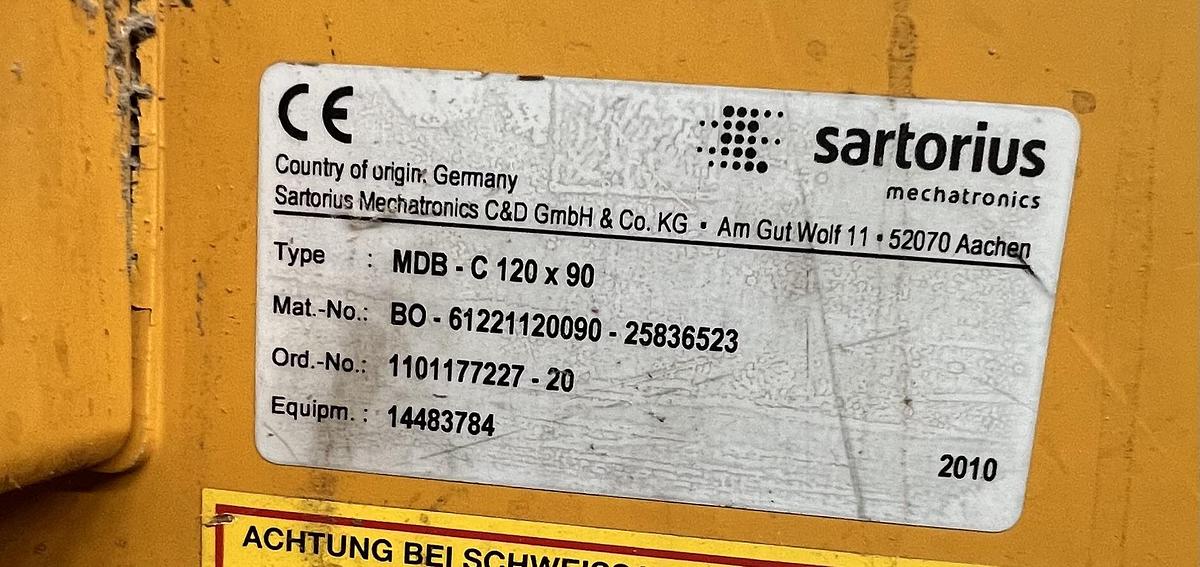 CE
sartorius
mechatronics
Country of origin: Germany
Sartorius Mechatronics C&D GmbH & Co. KG • Am Gut Wolf 11 • 52070 Aachen
Type : MDB - C 120 x 90
Mat.-No.: BO - 61221120090 - 25836523
Ord.-No.: 1101177227 - 20
Equipm. : 14483784
2010
ACHTUNG BEI